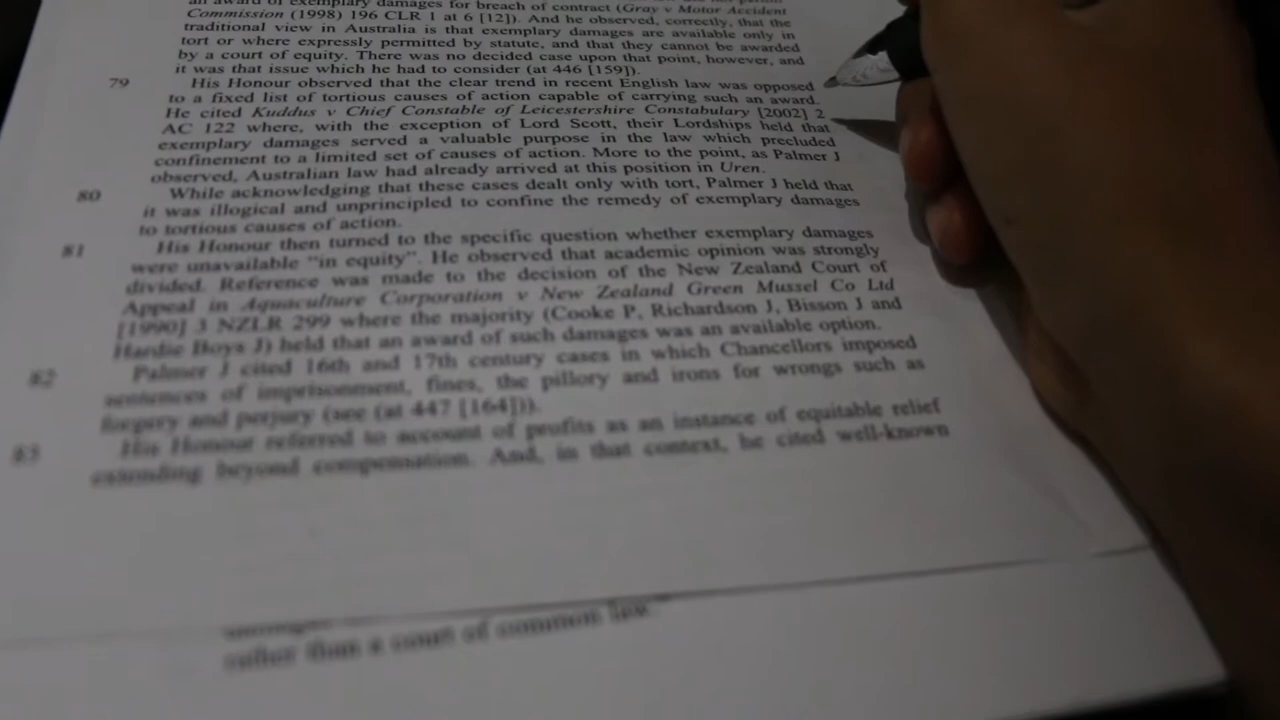 an award of exemplary damages for breach of contract (Gray v Motor Accident
Commission (1998) 196 CLR 1 at 6 [12]). And he observed, correctly, that the
traditional view in Australia is that exemplary damages are available only in
tort or where expressly permitted by statute, and that they cannot be awarded
by a court of equity. There was no decided case upon that point, however, and
it was that issue which he had to consider (at 446 [159]).
79 His Honour observed that the clear trend in recent English law was opposed
to a fixed list of tortious causes of action capable of carrying such an award.
He cited Kuddus v Chief Constable of Leicestershire Constabulary [2002] 2
AC 122 where, with the exception of Lord Scott, their Lordships held that
exemplary damages served a valuable purpose in the law which precluded
confinement to a limited set of causes of action. More to the point, as Palmer J
observed, Australian law had already arrived at this position in Uren.
80 While acknowledging that these cases dealt only with tort, Palmer J held that
it was illogical and unprincipled to confine the remedy of exemplary damages
to tortious causes of action.
81 His Honour then turned to the specific question whether exemplary damages
were unavailable "in equity". He observed that academic opinion was strongly
divided. Reference was made to the decision of the New Zealand Court of
Appeal in Aquaculture Corporation v New Zealand Green Mussel Co Ltd
[1990] 3 NZLR 299 where the majority (Cooke P, Richardson J, Bisson J and
Hardie Boys J) held that an award of such damages was an available option.
82 Palmer J cited 16th and 17th century cases in which Chancellors imposed
sentences of imprisonment, fines, the pillory and irons for wrongs such as
forgery and perjury (see (at 447 [164])).
83 His Honour referred to account of profits as an instance of equitable relief
extending beyond compensation. And, in that context, he cited well-known
rather than a court of common law."